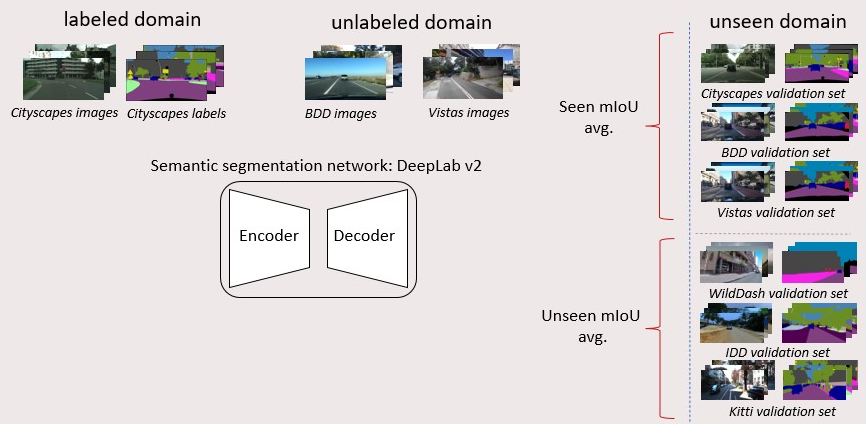 labeled domain
unlabeled domain
unseen domain
Cityscapes images
Cityscapes labels
BDD images
Vistas images
Cityscapes validation set
Seen mIoU
avg.
BDD validation set
Semantic segmentation network: DeepLab v2
Vistas validation set
Encoder
Decoder
WildDash validation set
Unseen mIoU
avg.
IDD validation set
Kitti validation set